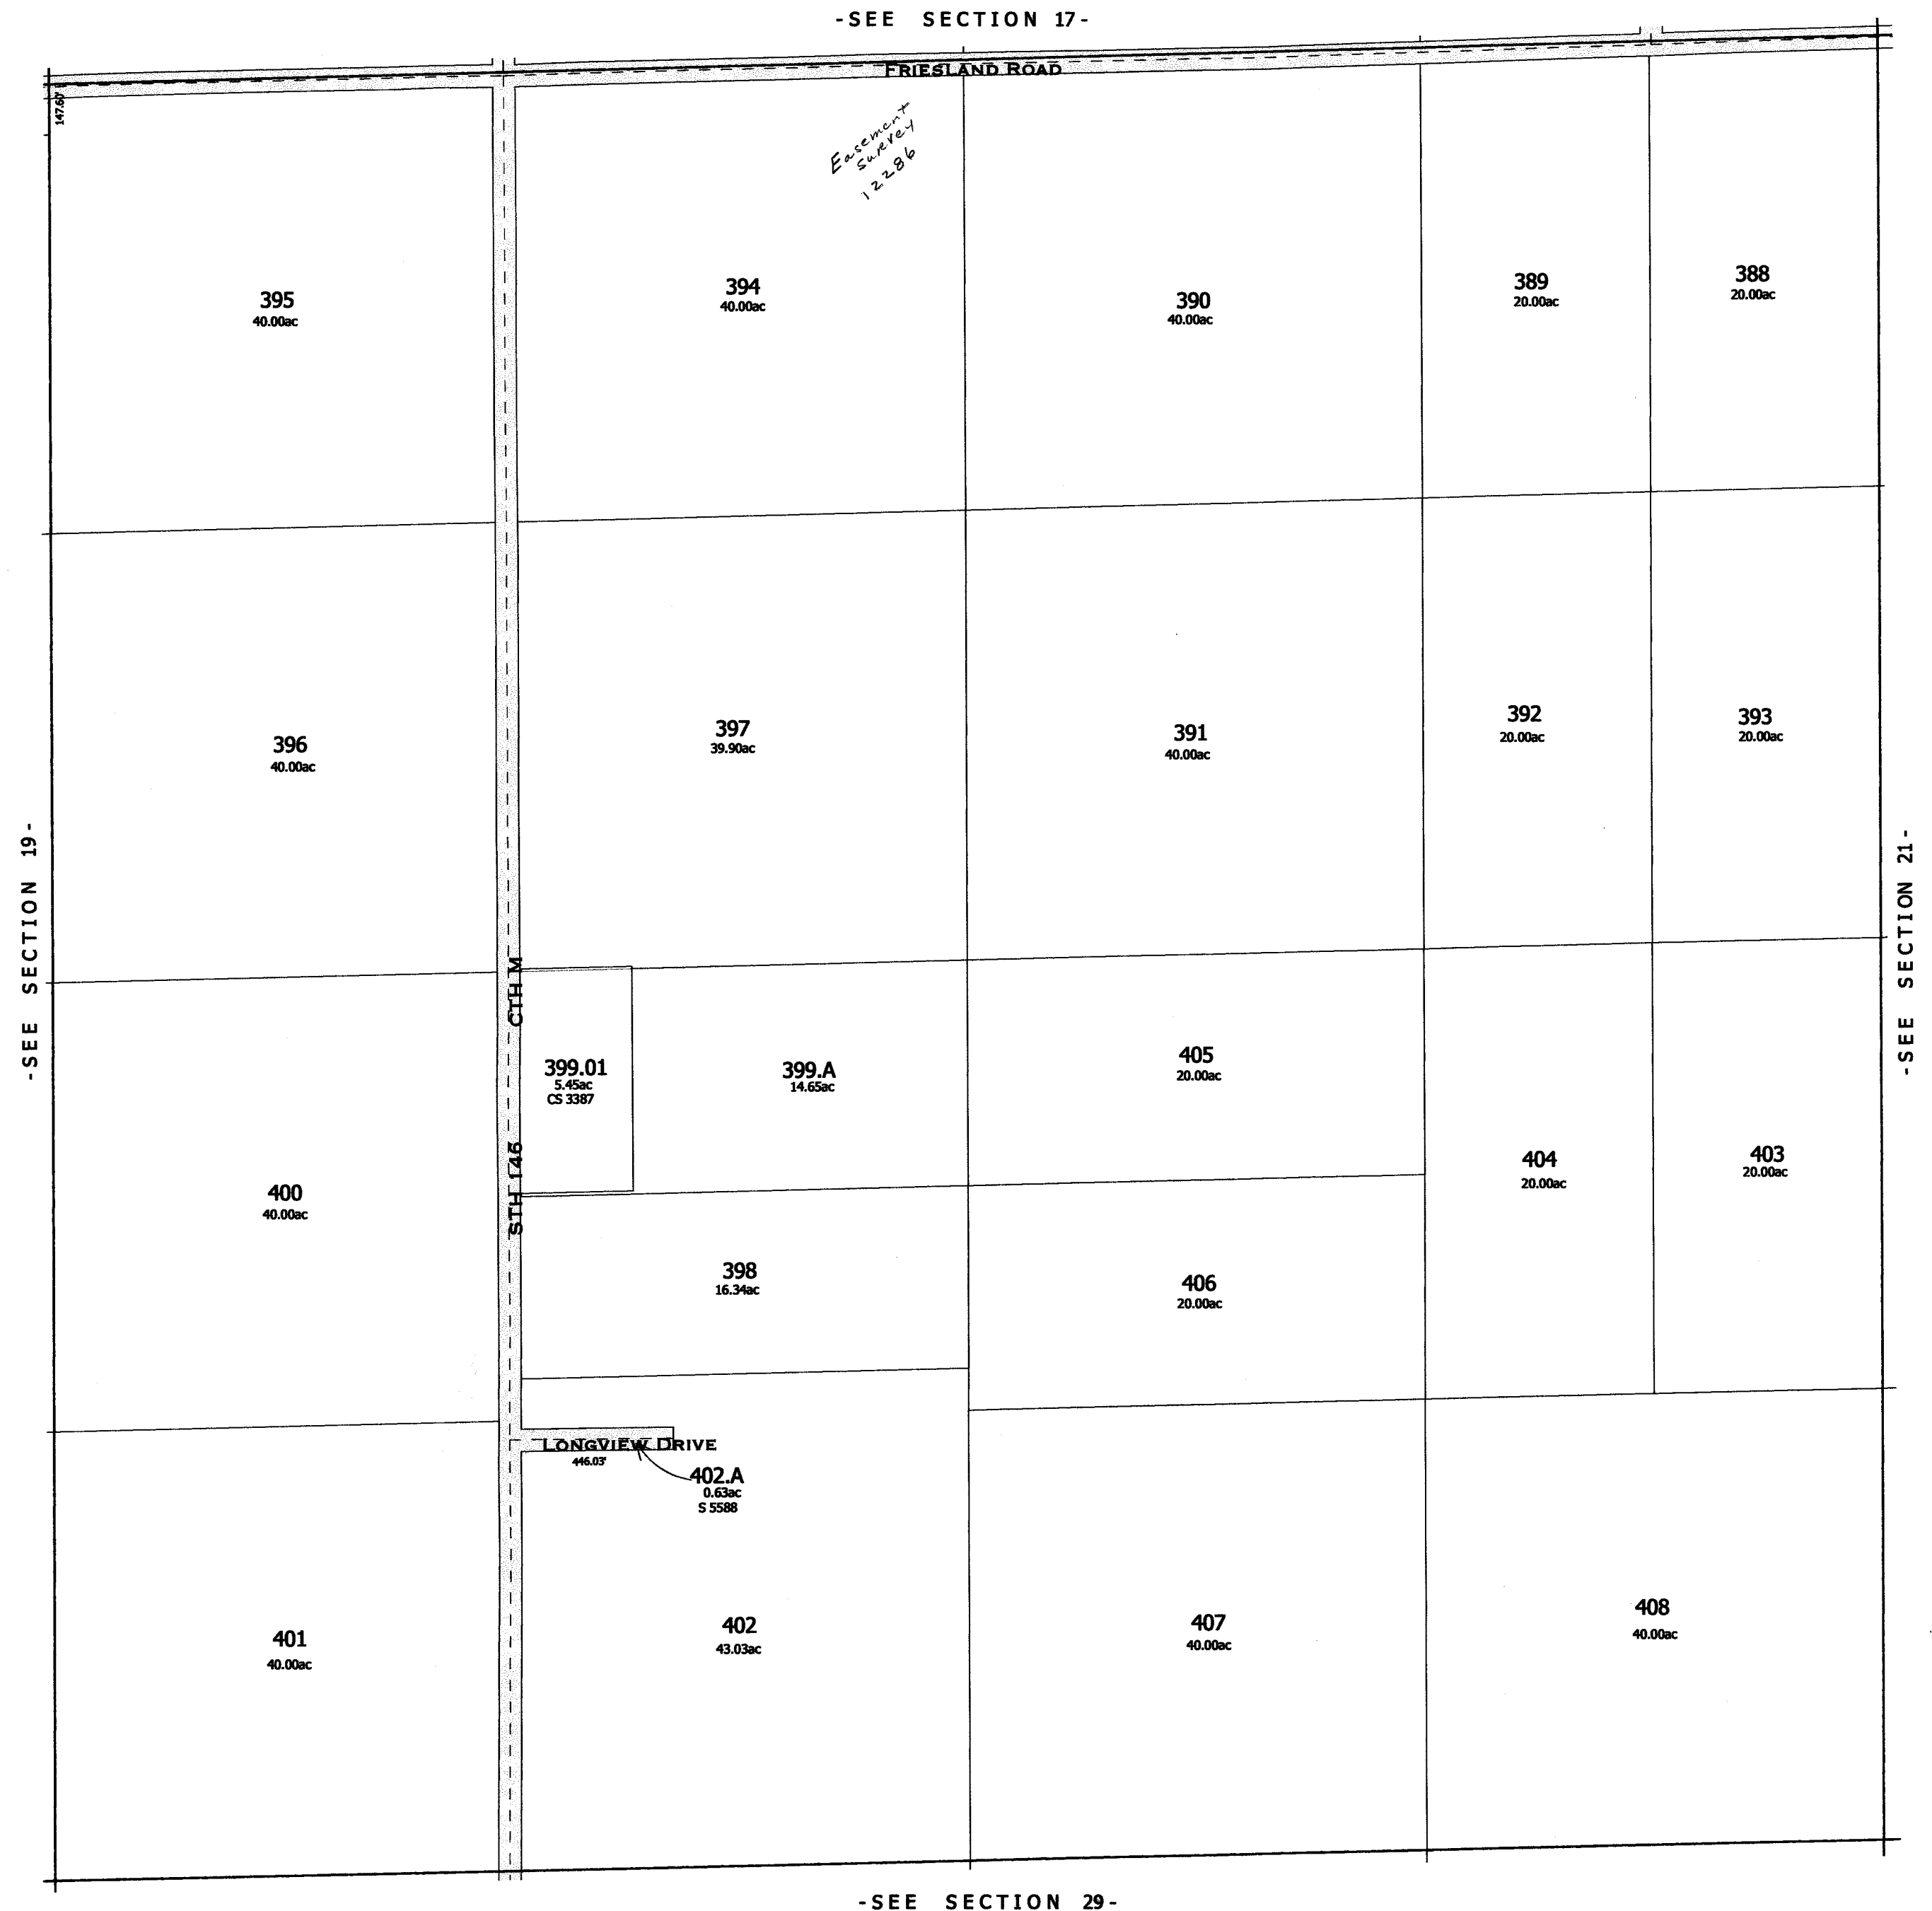 -SEE SECTION 17-
FRIESLAND ROAD
147.60'
Easement
Survey
12286
395
40.00ac
394
40.00ac
390
40.00ac
389
20.00ac
388
20.00ac
396
40.00ac
397
39.90ac
391
40.00ac
392
20.00ac
393
20.00ac
-SEE SECTION 19-
-SEE SECTION 21-
STH 146 CTH M
399.01
5.45ac
CS 3387
399.A
14.65ac
405
20.00ac
404
20.00ac
403
20.00ac
400
40.00ac
398
16.34ac
406
20.00ac
LONGVIEW DRIVE
446.03'
402.A
0.63ac
S 5588
401
40.00ac
402
43.03ac
407
40.00ac
408
40.00ac
-SEE SECTION 29-